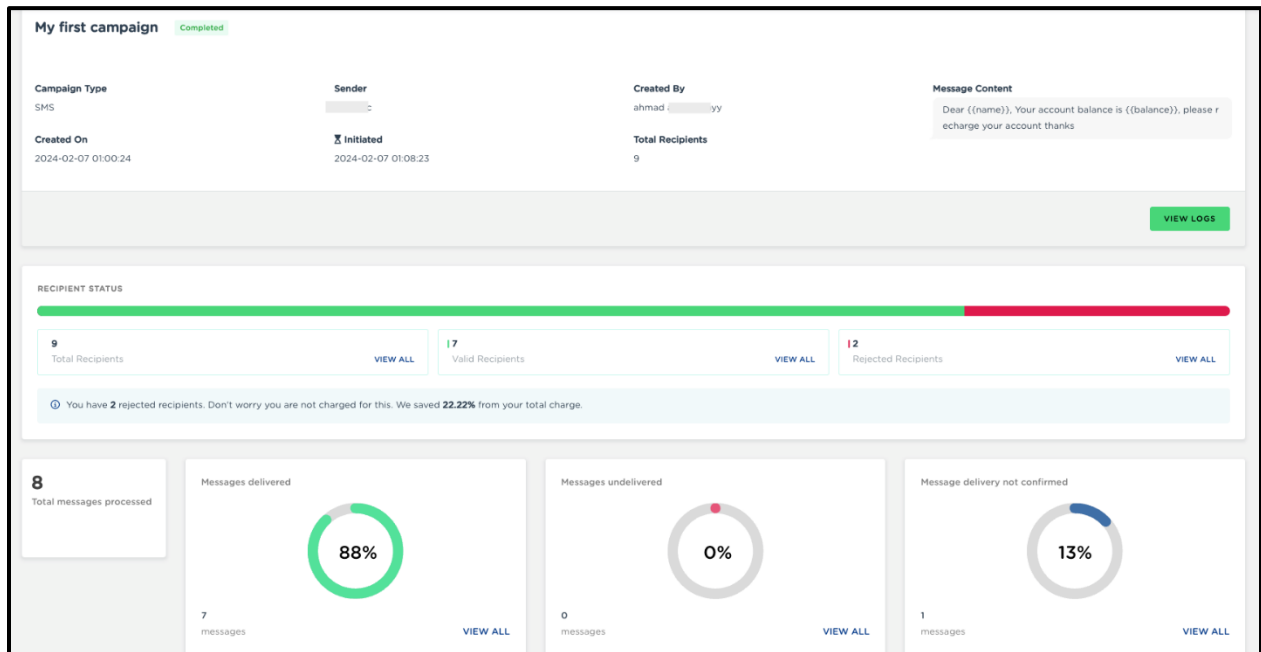 My first campaign Completed
Campaign Type Sender Created By Message Content
SMS ahmad yy Dear {{name}}, Your account balance is {{balance}}, please r
echarge your account thanks
Created On Initiated Total Recipients
2024-02-07 01:00:24 2024-02-07 01:08:23 9
VIEW LOGS
RECIPIENT STATUS
9 7 2
Total Recipients VIEW ALL Valid Recipients VIEW ALL Rejected Recipients VIEW ALL
You have 2 rejected recipients. Don't worry you are not charged for this. We saved 22.22% from your total charge.
8
Total messages processed
Messages delivered
88%
7
messages VIEW ALL
Messages undelivered
0%
0
messages VIEW ALL
Message delivery not confirmed
13%
1
messages VIEW ALL